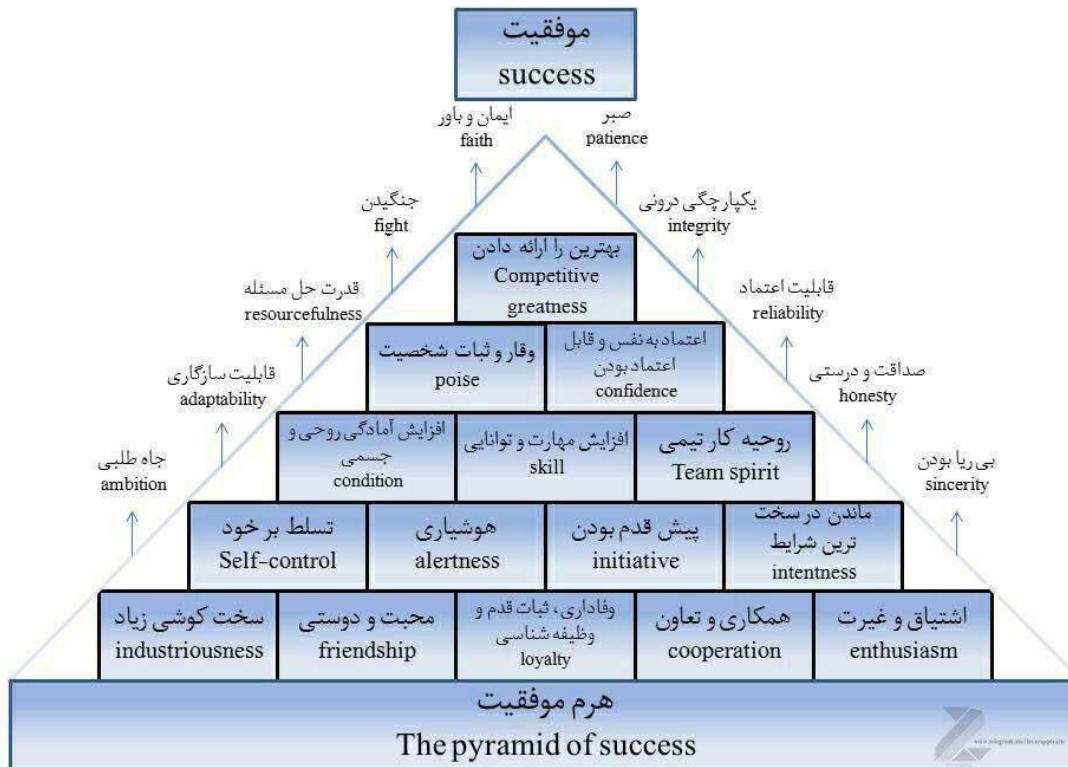 موفقیت
success
ایمان و باور
faith
صبر
patience
جنگیدن
fight
یکپارچگی درونی
integrity
بهترین را ارائه دادن
Competitive
greatness
قدرت حل مسئله
resourcefulness
قابلیت اعتماد
reliability
وقار و ثبات شخصیت
poise
اعتماد به نفس و قابل
اعتماد بودن
confidence
قابلیت سازگاری
adaptability
صداقت و درستی
honesty
افزایش آمادگی روحی و
جسمی
condition
افزایش مهارت و توانایی
skill
روحیه کار تیمی
Team spirit
جاه طلبی
ambition
بی ریا بودن
sincerity
تسلط بر خود
Self-control
هوشیاری
alertness
پیش قدم بودن
initiative
ماندن در سخت
ترین شرایط
intentness
سخت کوشی زیاد
industriousness
محبت و دوستی
friendship
وفاداری، ثبات قدم و
وظیفه شناسی
loyalty
همکاری و تعاون
cooperation
اشتیاق و غیرت
enthusiasm
هرم موفقیت
The pyramid of success